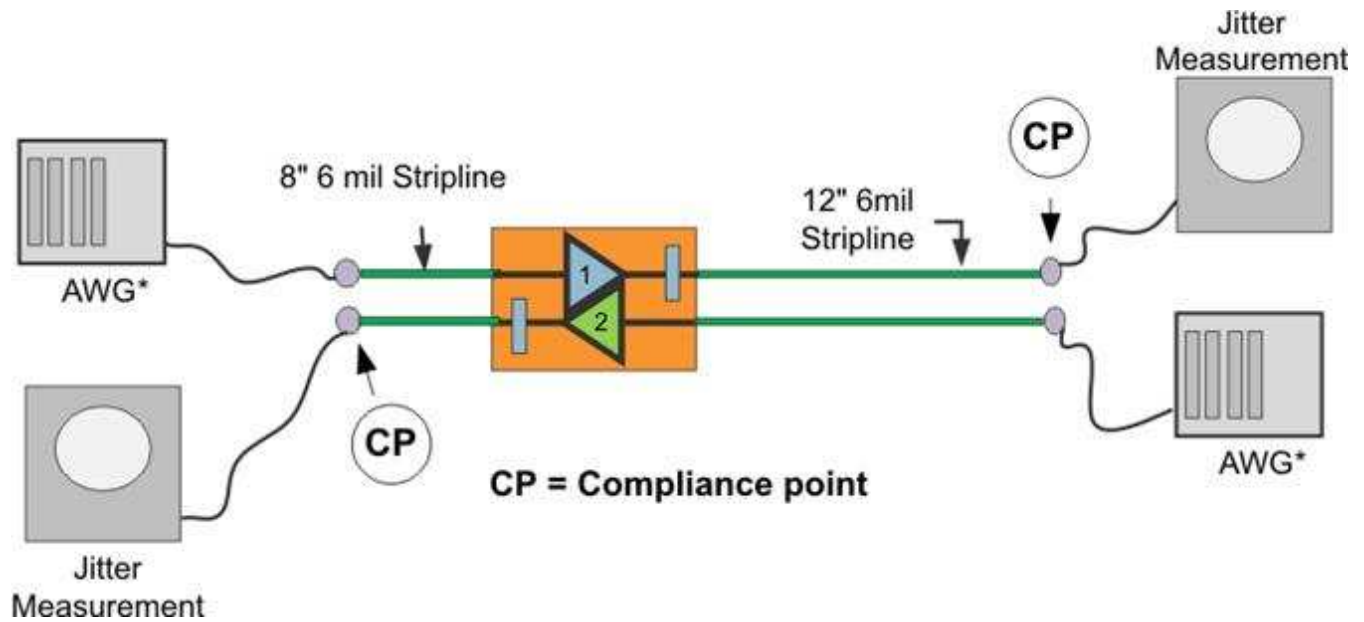 Jitter
Measurement
CP
8" 6 mil Stripline
12" 6mil
Stripline
AWG*
1
2
CP
AWG*
CP = Compliance point
Jitter
Measurement